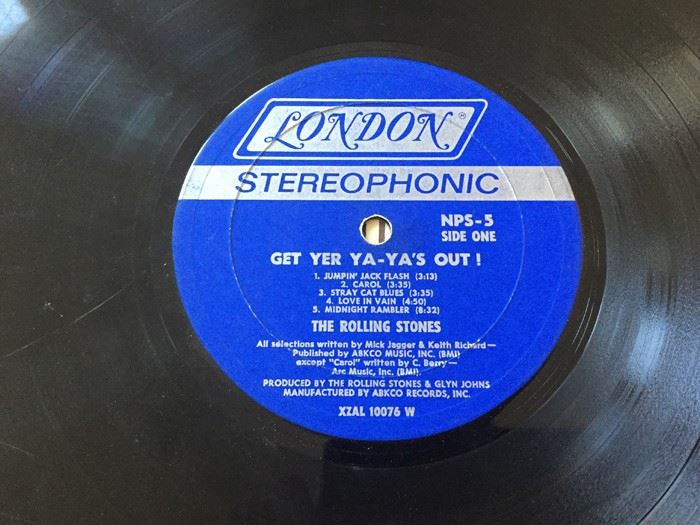 LONDON®
STEREOPHONIC
NPS-5
SIDE ONE
GET YER YA-YA'S OUT !
1. JUMPIN' JACK FLASH (3:13)
2. CAROL (3:35)
3. STRAY CAT BLUES (3:35)
4. LOVE IN VAIN (4:50)
5. MIDNIGHT RAMBLER (8:32)
THE ROLLING STONES
All selections written by Mick Jagger & Keith Richard—
Published by ABKCO MUSIC, INC. (BMI)
except "Carol" written by C. Berry—
Arc Music, Inc. (BMI).
PRODUCED BY THE ROLLING STONES & GLYN JOHNS
MANUFACTURED BY ABKCO RECORDS, INC.
XZAL 10076 W